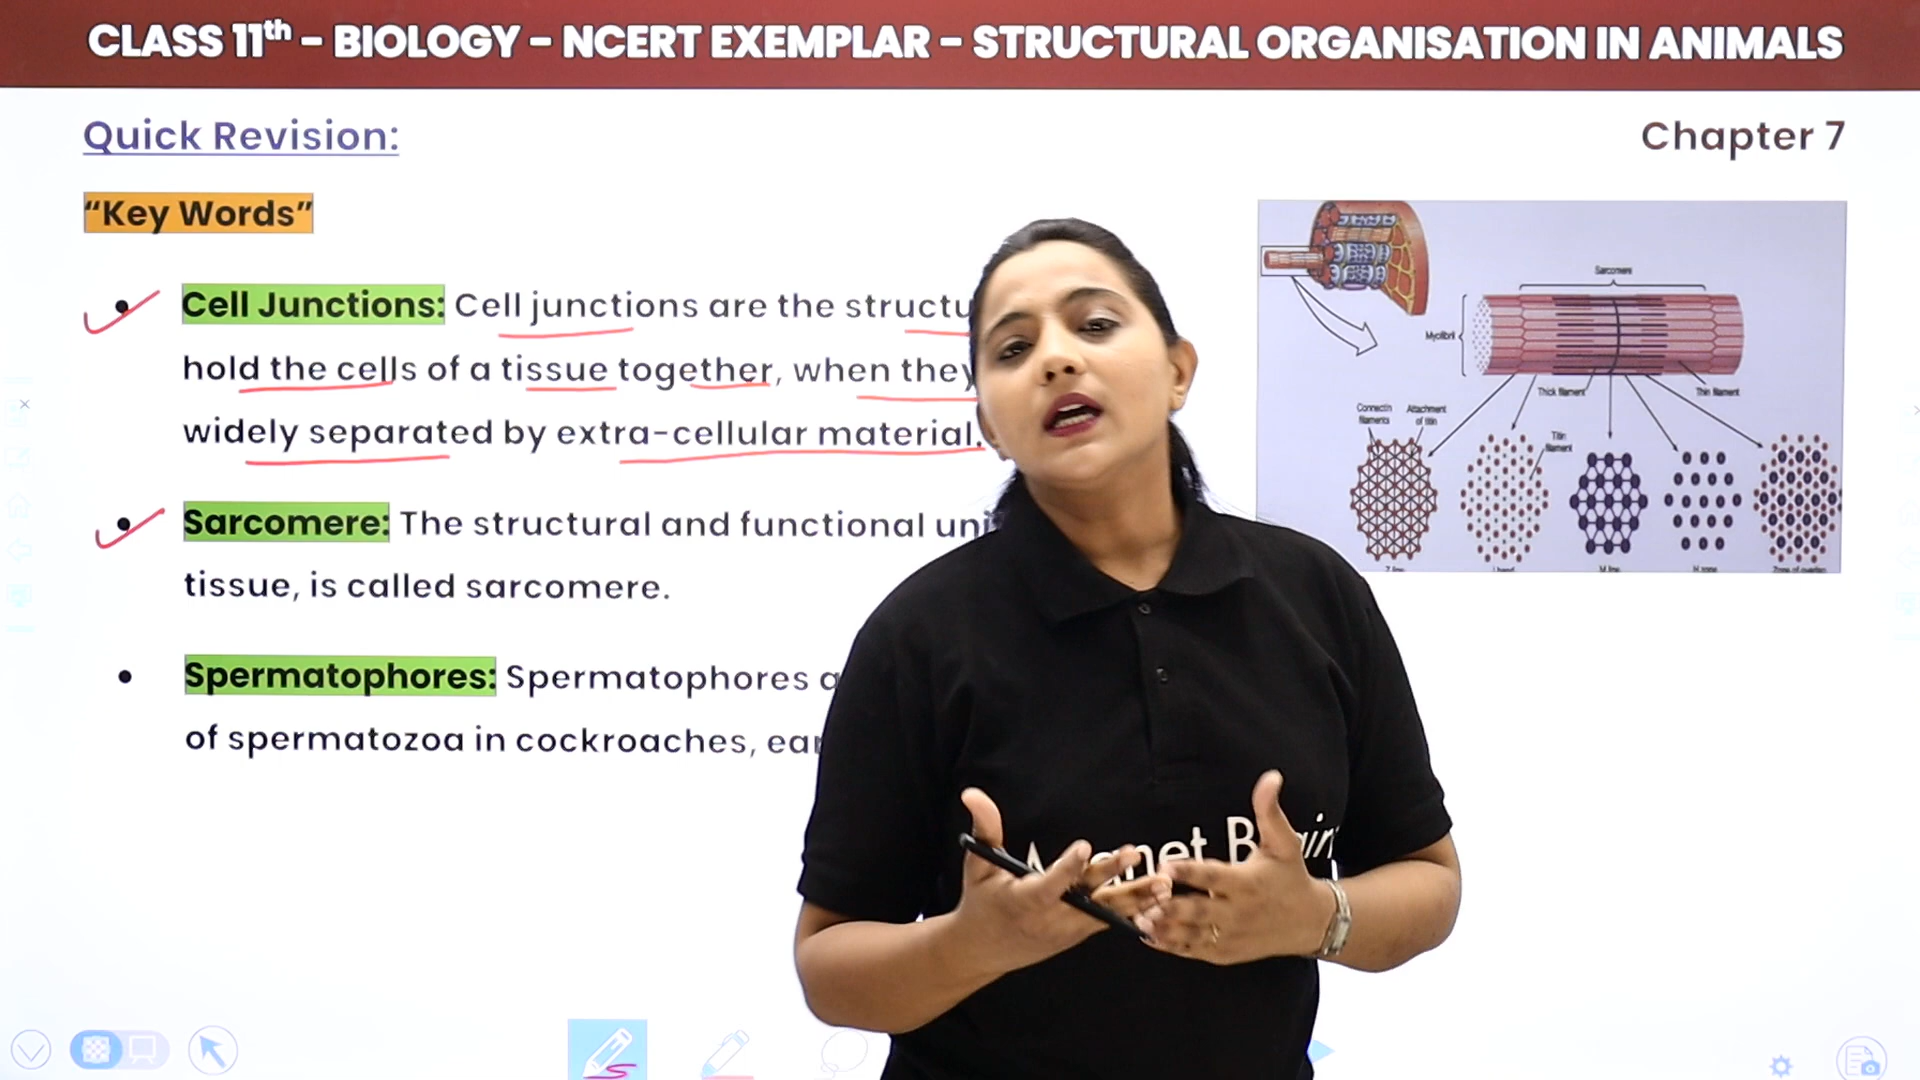 CLASS 11th – BIOLOGY – NCERT EXEMPLAR – STRUCTURAL ORGANISATION IN ANIMALS
Quick Revision:
Chapter 7
“Key Words”
Cell Junctions: Cell junctions are the
hold the cells of a tissue together, when they
widely separated by extra-cellular material.
Sarcomere: The structural and functional
tissue, is called sarcomere.
Spermatophores: Spermatophores
of spermatozoa in cockroaches,
Sarcomere
Myofibril
Thick filament
Thin filament
Connectin
filaments
Attachment
of titin
Titin
filament